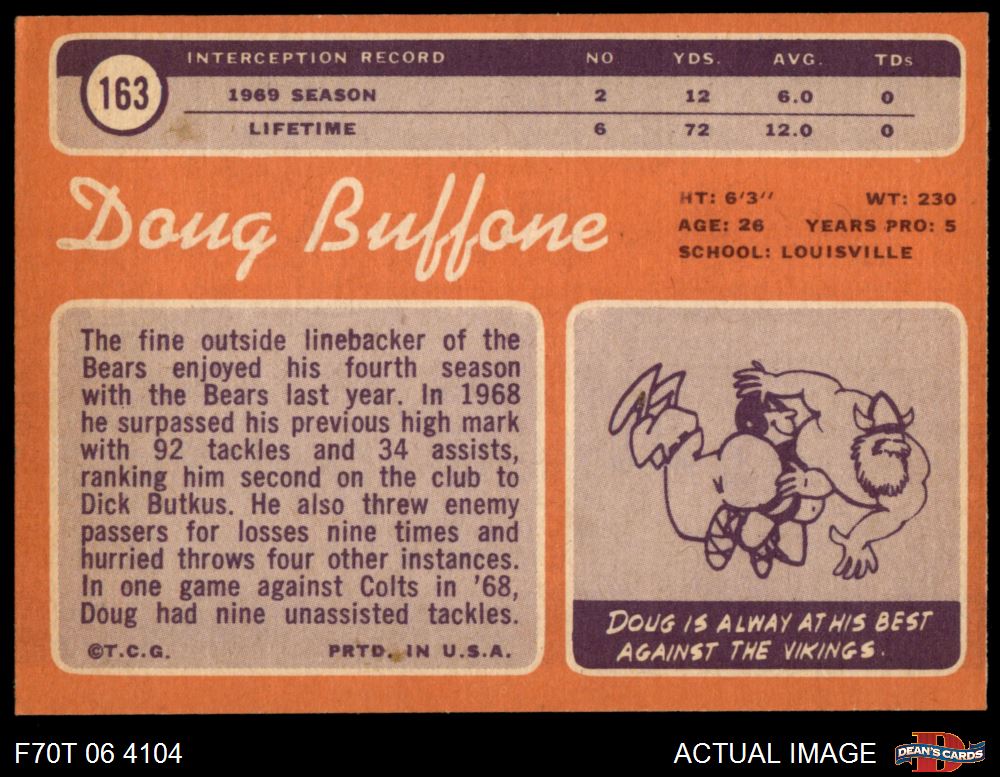 163
INTERCEPTION RECORD NO YDS. AVG. TDs
1969 SEASON 2 12 6.0 0
LIFETIME 6 72 12.0 0
Doug Buffone
HT: 6'3'' WT: 230
AGE: 26 YEARS PRO: 5
SCHOOL: LOUISVILLE
The fine outside linebacker of the
Bears enjoyed his fourth season
with the Bears last year. In 1968
he surpassed his previous high mark
with 92 tackles and 34 assists,
ranking him second on the club to
Dick Butkus. He also threw enemy
passers for losses nine times and
hurried throws four other instances.
In one game against Colts in '68,
Doug had nine unassisted tackles.
©T.C.G. PRTD. IN U.S.A.
DOUG IS ALWAY AT HIS BEST
AGAINST THE VIKINGS.
F70T 06 4104
ACTUAL IMAGE
D
DEAN'S CARDS